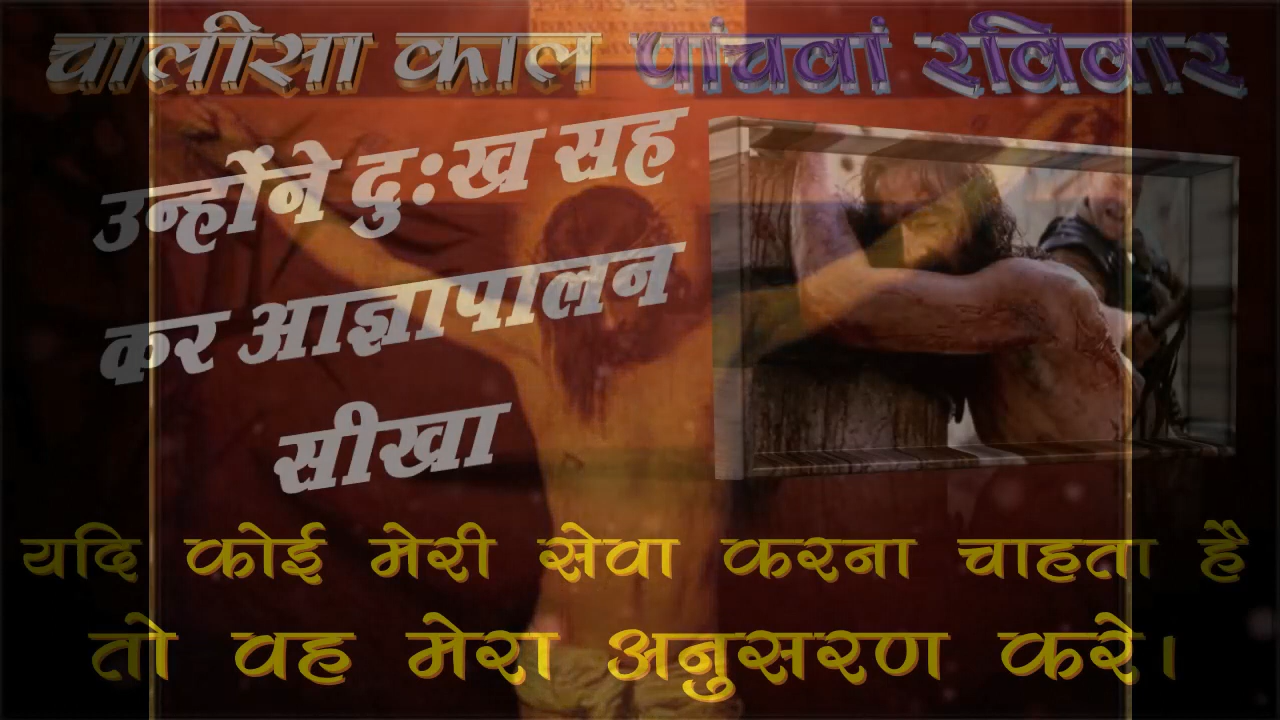 चालीसा काल पांचवां रविवार
उन्होंने दुःख सह
कर आज्ञापालन
सीखा
यदि कोई मेरी सेवा करना चाहता है
तो वह मेरा अनुसरण करे।